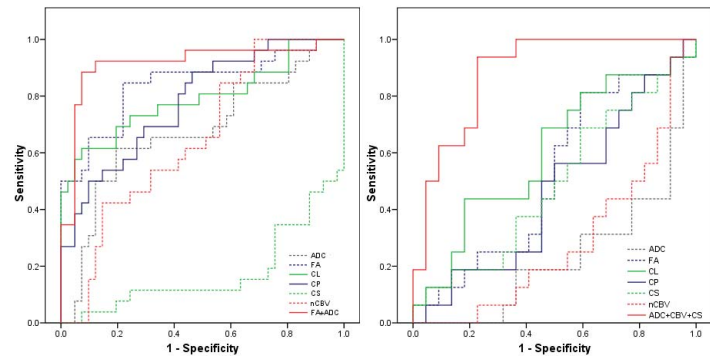 1.0
0.8
0.6
0.4
0.2
0.0
Sensitivity
0.0 0.2 0.4 0.6 0.8 1.0
1 - Specificity
ADC
FA
CL
CP
CS
nCBV
FA+ADC
1.0
0.8
0.6
0.4
0.2
0.0
Sensitivity
0.0 0.2 0.4 0.6 0.8 1.0
1 - Specificity
ADC
FA
CL
CP
CS
nCBV
ADC+CBV+CS